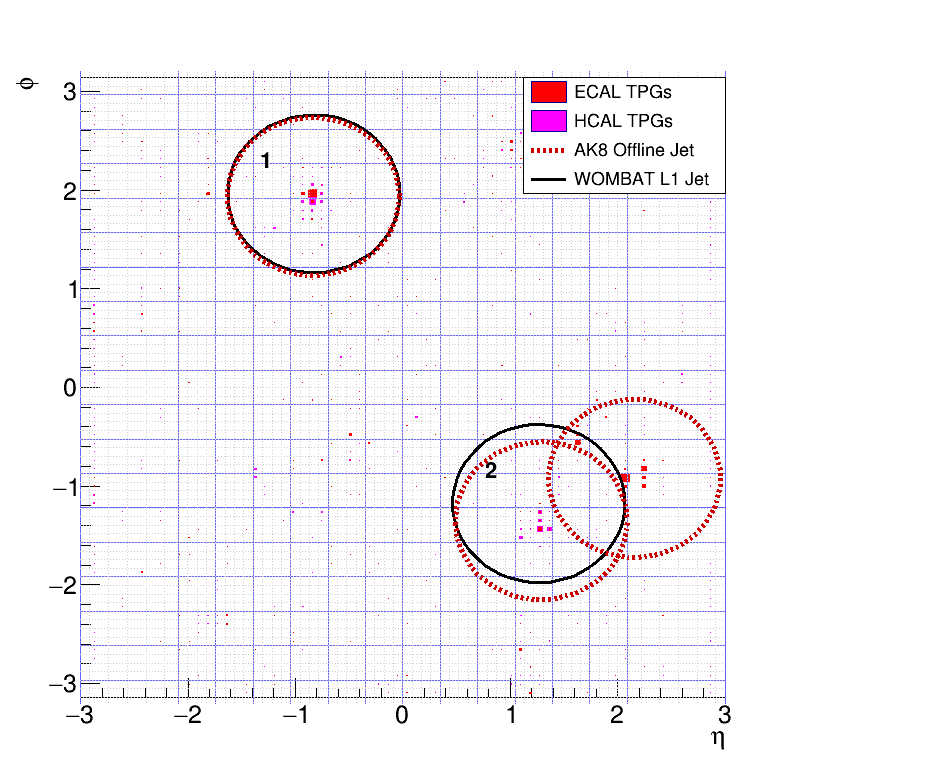 φ
3
2
1
0
−1
−2
−3
ECAL TPGs
HCAL TPGs
AK8 Offline Jet
WOMBAT L1 Jet
1
2
−3 −2 −1 0 1 2 3
η